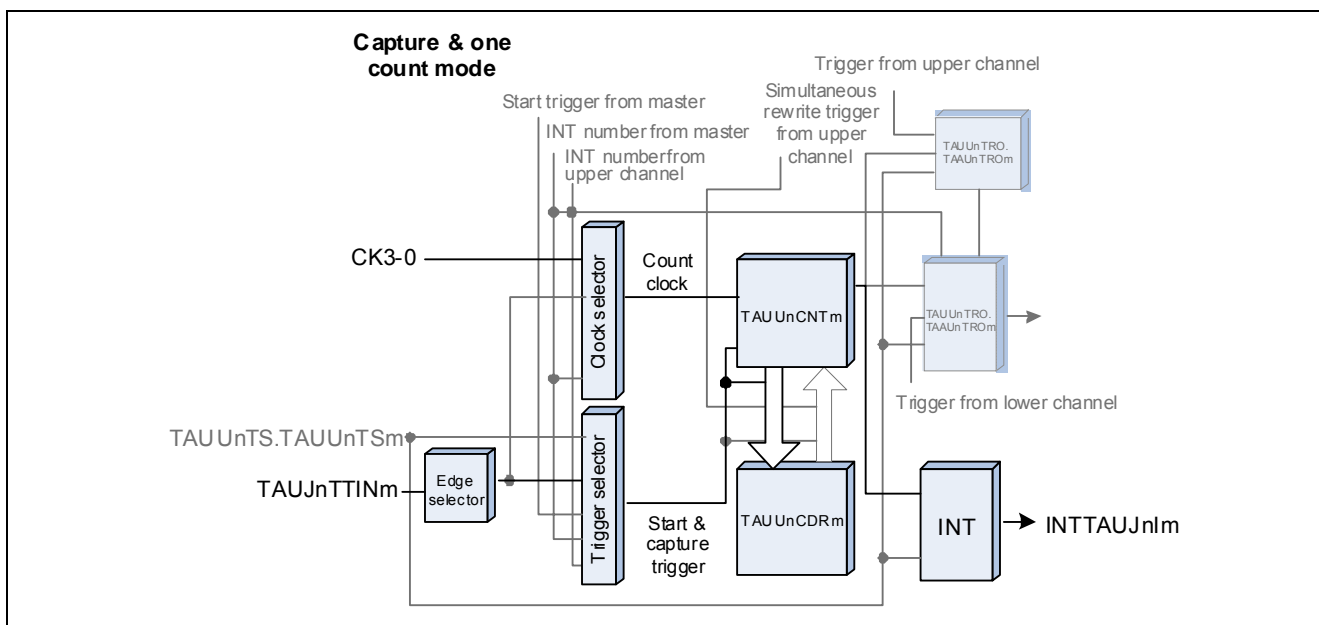 Capture & one
count mode
Trigger from upper channel
Simultaneous
rewrite trigger
from upper
channel
Start trigger from master
INT number from master
INT numberfrom
upper channel
TAUUnTRO.
TAAUnTROm
CK3-0
Clock selector
Count
clock
TAUUnCNTm
TAUUnTRO.
TAAUnTROm
Trigger from lower channel
TAUUnTS.TAUUnTSm
TAUJnTTINm
Edge
selector
Trigger selector
Start &
capture
trigger
TAUUnCDRm
INT
INTTAUJnIm